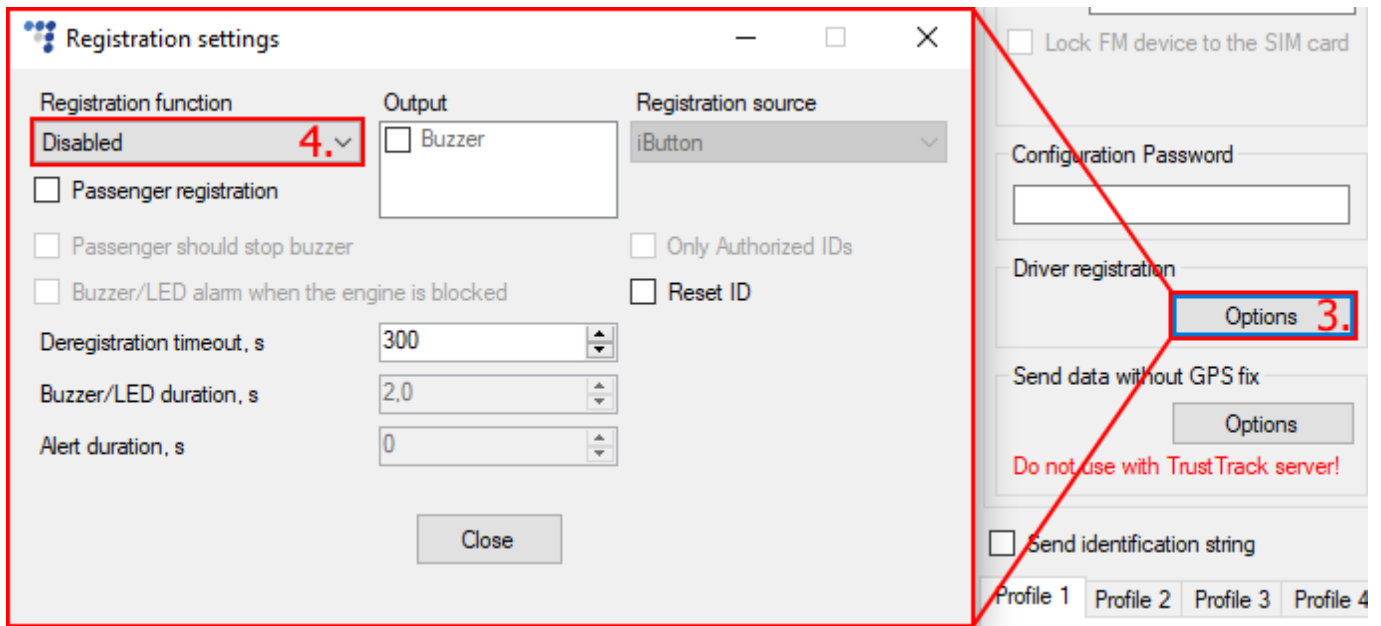 Registration settings
Registration function
Output
Registration source
Disabled
4.
Buzzer
iButton
Passenger registration
Passenger should stop buzzer
Only Authorized IDs
Buzzer/LED alarm when the engine is blocked
Reset ID
Deregistration timeout, s
300
Buzzer/LED duration, s
2,0
Alert duration, s
0
Close
Lock FM device to the SIM card
Configuration Password
Driver registration
Options
3.
Send data without GPS fix
Options
Do not use with TrustTrack server!
Send identification string
Profile 1
Profile 2
Profile 3
Profile 4